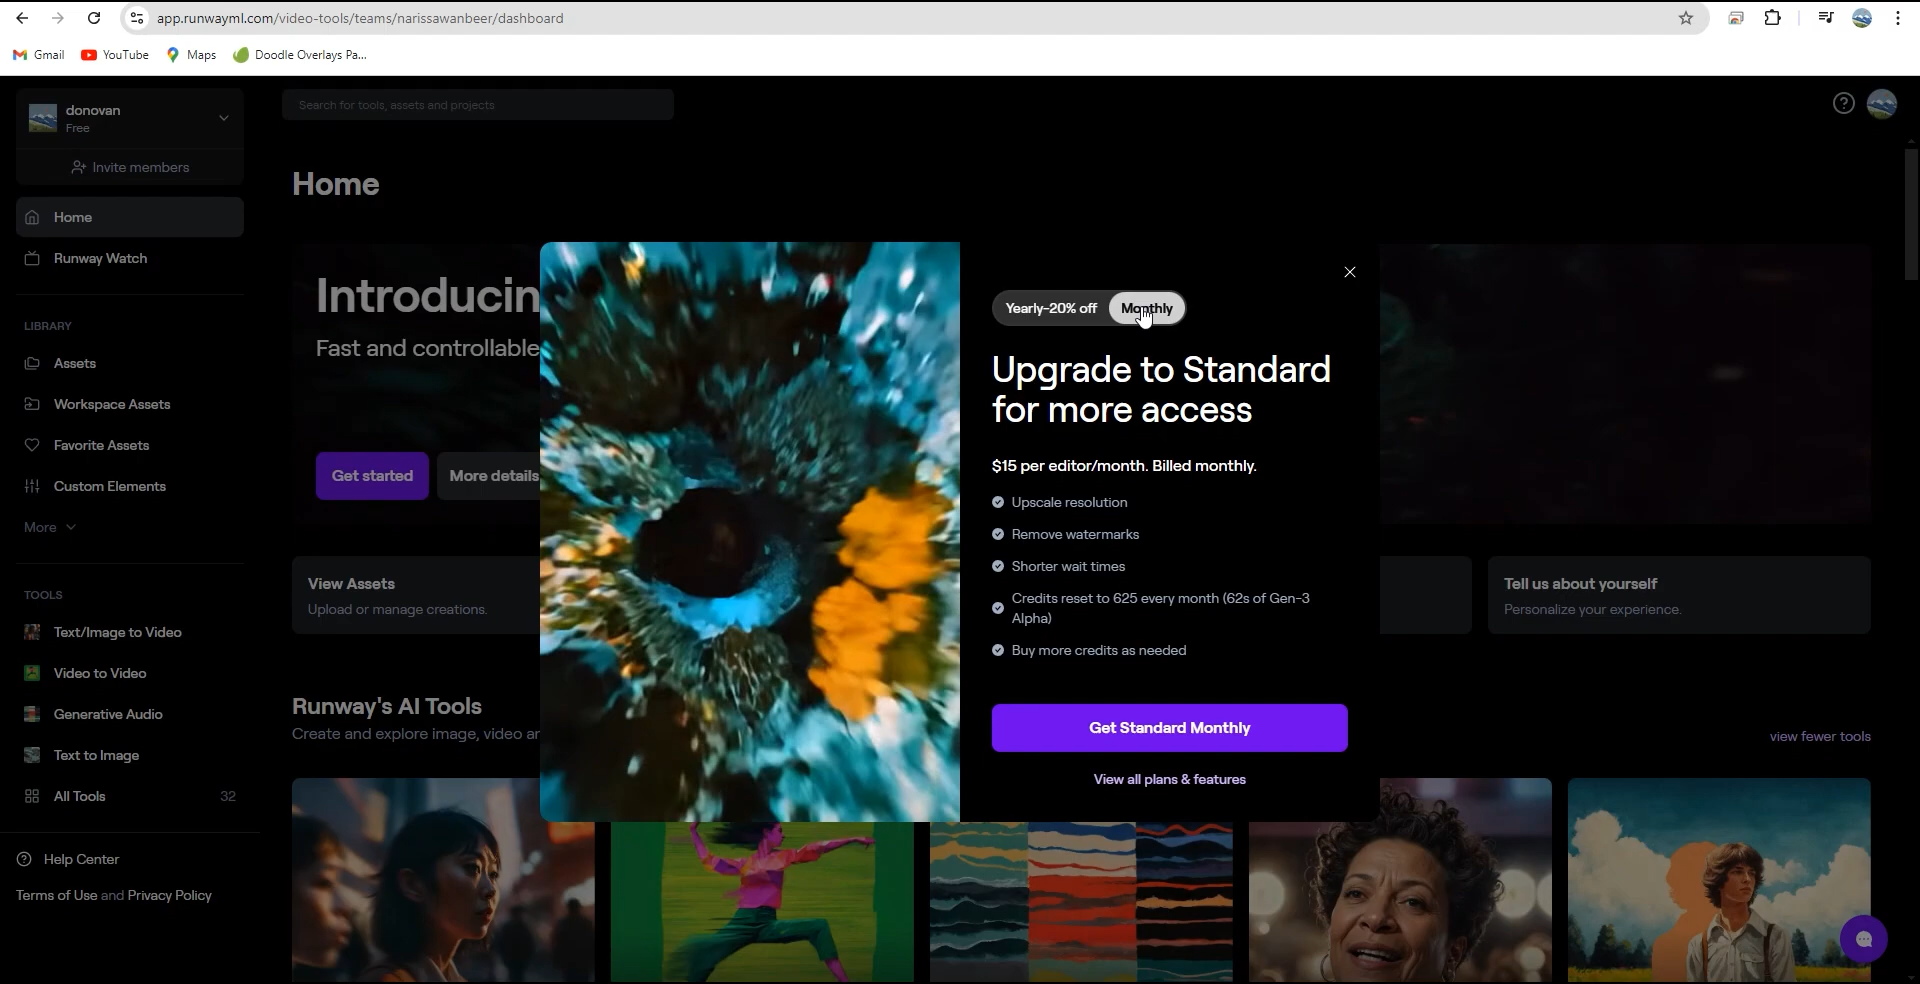 app.runwayml.com/video-tools/teams/narissawanbeer/dashboard
Gmail
YouTube
Maps
Doodle Overlays Pa...
donovan
Free
Invite members
Home
Runway Watch
LIBRARY
Assets
Workspace Assets
Favorite Assets
Custom Elements
More
TOOLS
Text/Image to Video
Video to Video
Generative Audio
Text to Image
All Tools 32
Help Center
Terms of Use and Privacy Policy
Search for tools, assets and projects
Home
Introducin
Fast and controllable
Get started
More details
View Assets
Upload or manage creations.
Tell us about yourself
Personalize your experience.
Runway's AI Tools
Create and explore image, video an
view fewer tools
Yearly-20% off
Monthly
Upgrade to Standard
for more access
$15 per editor/month. Billed monthly.
Upscale resolution
Remove watermarks
Shorter wait times
Credits reset to 625 every month (62s of Gen-3
Alpha)
Buy more credits as needed
Get Standard Monthly
View all plans & features